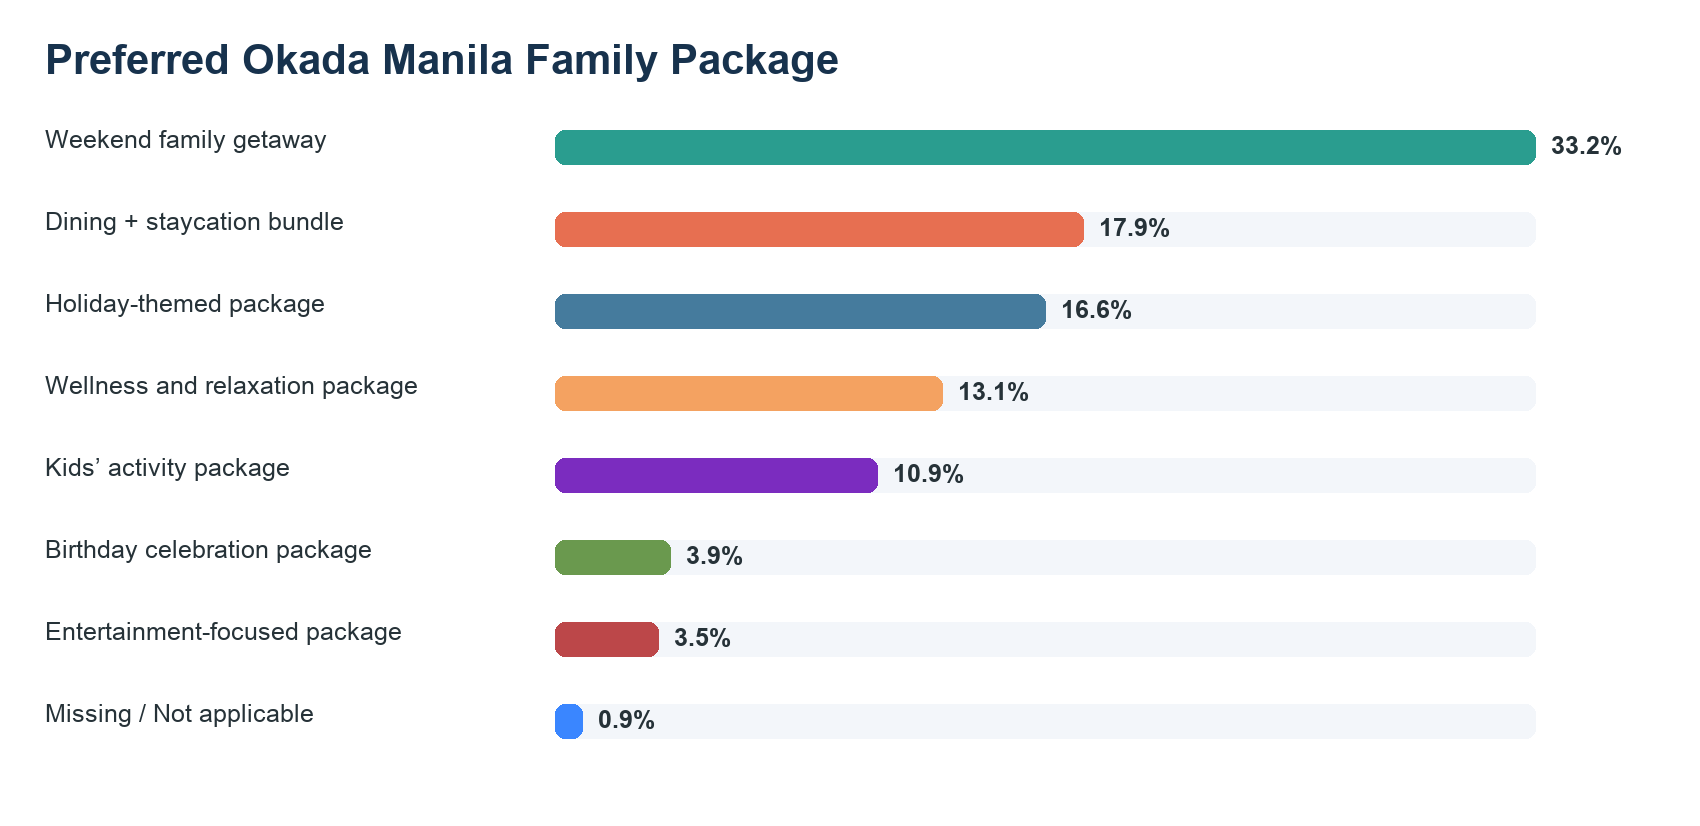 Preferred Okada Manila Family Package
Weekend family getaway 33.2%
Dining + staycation bundle 17.9%
Holiday-themed package 16.6%
Wellness and relaxation package 13.1%
Kids’ activity package 10.9%
Birthday celebration package 3.9%
Entertainment-focused package 3.5%
Missing / Not applicable 0.9%